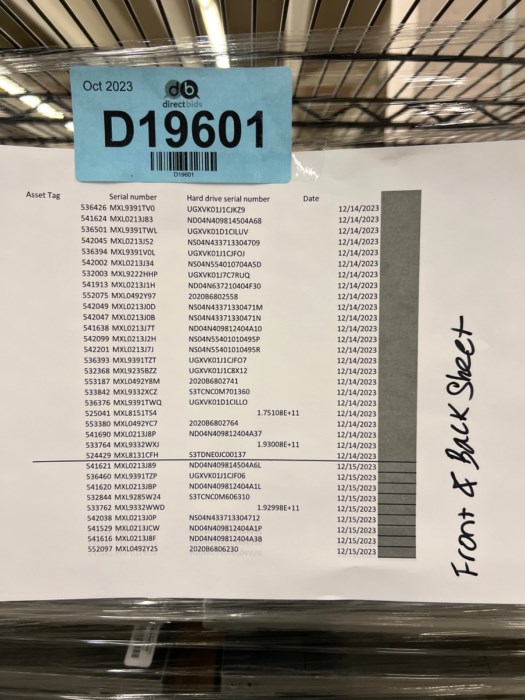 Oct 2023
db
directbids
D19601
D19601
Asset Tag Serial number Hard drive serial number Date
536426 MXL9391TV0 UGXVK01J1CJKZ9 12/14/2023
541624 MXL0213J83 ND04N409814504A68 12/14/2023
536501 MXL9391TWL UGXVK01D1CILUV 12/14/2023
542045 MXL0213J52 NS04N433713304709 12/14/2023
536394 MXL9391V0L UGXVK01J1CJFOJ 12/14/2023
542002 MXL0213J34 NS04N554010704A5D 12/14/2023
532003 MXL9222HHP UGXVK01J7C7RUQ 12/14/2023
541913 MXL0213J1H ND04N637210404F30 12/14/2023
552075 MXL0492Y97 2020B6802558 12/14/2023
542049 MXL0213J0D NS04N43371330471M 12/14/2023
542047 MXL0213J0B NS04N43371330471N 12/14/2023
541638 MXL0213J7T ND04N409812404A10 12/14/2023
542099 MXL0213J2H NS04N55401010495P 12/14/2023
542201 MXL0213J7J NS04N55401010495R 12/14/2023
536393 MXL9391TZT UGXVK01J1CJFO7 12/14/2023
532368 MXL9235BZZ UGXVK01J1C8X12 12/14/2023
553187 MXL0492Y8M 2020B6802741 12/14/2023
533842 MXL9332XCZ S3TCNC0M701360 12/14/2023
536376 MXL9391TWQ UGXVK01D1CILLO 12/14/2023
525041 MXL8151TS4 1.75108E+11 12/14/2023
553380 MXL0492YC7 2020B6802764 12/14/2023
541690 MXL0213J8P ND04N409812404A37 12/14/2023
533764 MXL9332WXJ 1.93008E+11 12/14/2023
524429 MXL8131CFH S3TDNE0JC00137 12/14/2023
541621 MXL0213J89 ND04N409814504A6L 12/15/2023
536460 MXL9391TZP UGXVK01J1CJF06 12/15/2023
541620 MXL0213JBP ND04N409812404A1L 12/15/2023
532844 MXL9285W24 S3TCNC0M606310 12/15/2023
533762 MXL9332WWD 1.92998E+11 12/15/2023
542038 MXL0213J0P NS04N433713304712 12/15/2023
541529 MXL0213JCW ND04N409812404A1P 12/15/2023
541616 MXL0213J8F ND04N409812404A3B 12/15/2023
552097 MXL0492Y2S 2020B6806230 12/15/2023
Front & Back Sheet